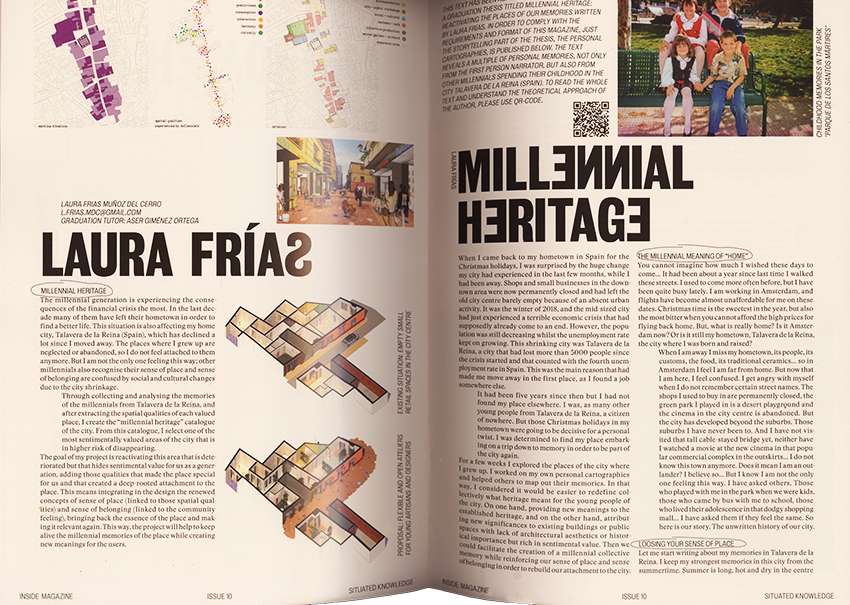 existing situation
spatial qualities
experienced by millennials
LAURA FRIAS MUÑOZ DEL CERRO
L.FRIAS.MDC@GMAIL.COM
GRADUATION TUTOR: ASER GIMÉNEZ ORTEGA
LAURA FRÍAS
MILLENNIAL HERITAGE
The millennial generation is experiencing the conse-
quences of the financial crisis the most. In the last dec-
ade many of them have left their hometown in order to
find a better life. This situation is also affecting my home
city, Talavera de la Reina (Spain), which has declined a
lot since I moved away. The places where I grew up are
neglected or abandoned, so I do not feel attached to them
anymore. But I am not the only one feeling this way; other
millennials also recognise their sense of place and sense
of belonging are confused by social and cultural changes
due to the city shrinkage.
Through collecting and analysing the memories
of the millennials from Talavera de la Reina, and
after extracting the spatial qualities of each valued
place, I create the "millennial heritage" catalogue
of the city. From this catalogue, I select one of the
most sentimentally valued areas of the city that is
in higher risk of disappearing.
The goal of my project is reactivating this area that is dete-
riorated but that hides sentimental value for us as a gener-
ation, adding those qualities that made the place special
for us and that created a deep-rooted attachment to the
place. This means integrating in the design the renewed
concepts of sense of place (linked to those spatial quali-
ties) and sense of belonging (linked to the community
feeling), bringing back the essence of the place and mak-
ing it relevant again. This way, the project will help to keep
alive the millennial memories of the place while creating
new meanings for the users.
EXISTING SITUATION: EMPTY SMALL
RETAIL SPACES IN THE CITY CENTRE
PROPOSAL: FLEXIBLE AND OPEN ATELIERS
FOR YOUNG ARTISANS AND DESIGNERS
INSIDE MAGAZINE
ISSUE 10
SITUATED KNOWLEDGE
THIS TEXT HAS BEEN
A GRADUATION THESIS TITLED MILLENNIAL HERITAGE:
REACTIVATING THE PLACES OF OUR MEMORIES WRITTEN
BY LAURA FRÍAS. IN ORDER TO COMPLY WITH THE
REQUIREMENTS AND FORMAT OF THIS MAGAZINE, JUST
THE STORYTELLING PART OF THE THESIS, THE PERSONAL
CARTOGRAPHIES, IS PUBLISHED BELOW. THE TEXT
REVEALS A MULTIPLE OF PERSONAL MEMORIES, NOT ONLY
FROM THE FIRST PERSON NARRATOR, BUT ALSO FROM
OTHER MILLENNIALS SPENDING THEIR CHILDHOOD IN THE
CITY TALAVERA DE LA REINA (SPAIN). TO READ THE WHOLE
TEXT AND UNDERSTAND THE THEORETICAL APPROACH OF
THE AUTHOR, PLEASE USE QR-CODE.
CHILDHOOD MEMORIES IN THE PARK
"PARQUE DE LOS SANTOS MÁRTIRES"
LAURA FRÍAS
MILLENNIAL
HERITAGE
When I came back to my hometown in Spain for the
Christmas holidays, I was surprised by the huge change
my city had experienced in the last few months, while I
had been away. Shops and small businesses in the down-
town area were now permanently closed and had left the
old city centre barely empty because of an absent urban
activity. It was the winter of 2018, and the mid sized city
had just experienced a terrible economic crisis that had
supposedly already come to an end. However, the popu-
lation was still decreasing whilst the unemployment rate
kept on growing. This shrinking city was Talavera de la
Reina, a city that had lost more than 5000 people since
the crisis started and that counted with the fourth unem-
ployment rate in Spain. This was the main reason that had
made me move away in the first place, as I found a job
somewhere else.
It had been five years since then but I had not
found my place elsewhere. I was, as many other
young people from Talavera de la Reina, a citizen
of nowhere. But those Christmas holidays in my
hometown were going to be decisive for a personal
twist. I was determined to find my place embark-
ing on a trip down to memory in order to be part of
the city again.
For a few weeks I explored the places of the city where
I grew up, I worked on my own personal cartographies
and helped others to map out their memories. In that
way, I considered it would be easier to redefine col-
lectively what heritage meant for the young people of
the city. On one hand, providing new meanings to the
established heritage, and on the other hand, attribut-
ing new significations to existing buildings or public
spaces with lack of architectural aesthetics or histor-
ical importance but rich in sentimental value. Then we
could facilitate the creation of a millennial collective
memory while reinforcing our sense of place and sense
of belonging in order to rebuild our attachment to the city.
THE MILLENNIAL MEANING OF "HOME"
You cannot imagine how much I wished these days to
come... It had been about a year since last time I walked
these streets. I used to come more often before, but I have
been quite busy lately. I am working in Amsterdam, and
flights have become almost unaffordable for me on these
dates. Christmas time is the sweetest in the year, but also
the most bitter when you cannot afford the high prices for
flying back home. But, what is really home? Is it Amster-
dam now? Or is it still my hometown, Talavera de la Reina,
the city where I was born and raised?
When I am away I miss my hometown, its people, its
customs, the food, its traditional ceramics... so in
Amsterdam I feel I am far from home. But now that
I am here, I feel confused. I get angry with myself
when I do not remember certain street names. The
shops I used to buy in are permanently closed, the
green park I played in is a desert playground and
the cinema in the city centre is abandoned. But
the city has developed beyond the suburbs. Those
suburbs I have never been to. And I have not vis-
ited that tall cable-stayed bridge yet, neither have
I watched a movie at the new cinema in that popu-
lar commercial complex in the outskirts... I do not
know this town anymore. Does it mean I am an out-
lander? I believe so... But I know I am not the only
one feeling this way. I have asked others. Those
who played with me in the park when we were kids,
those who came by bus with me to school, those
who lived their adolescence in that dodgy shopping
mall... I have asked them if they feel the same. So
here is our story. The unwritten history of our city.
LOOSING YOUR SENSE OF PLACE
Let me start writing about my memories in Talavera de la
Reina. I keep my strongest memories in this city from the
summertime. Summer is long, hot and dry in the centre
INSIDE MAGAZINE
ISSUE 10
SITUATED KNOWLEDGE